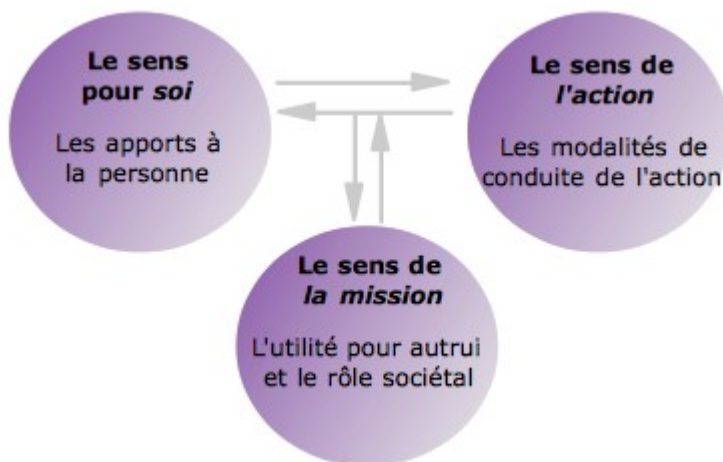 Le sens
pour soi
Les apports à
la personne
Le sens de
l'action
Les modalités de
conduite de l'action
Le sens de
la mission
L'utilité pour autrui
et le rôle sociétal